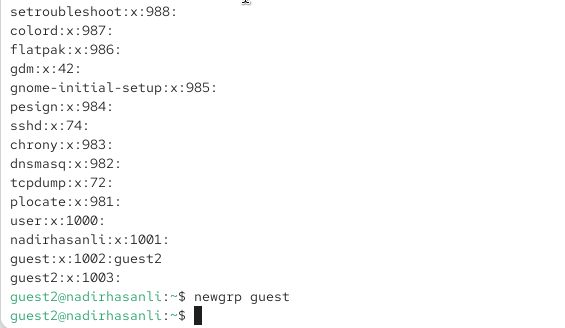 setroubleshoot:x:988:
colord:x:987:
flatpak:x:986:
gdm:x:42:
gnome-initial-setup:x:985:
pesign:x:984:
sshd:x:74:
chrony:x:983:
dnsmasq:x:982:
tcpdump:x:72:
plocate:x:981:
user:x:1000:
nadirhasanli:x:1001:
guest:x:1002:guest2
guest2:x:1003:
guest2@nadirhasanli:~$ newgrp guest
guest2@nadirhasanli:~$